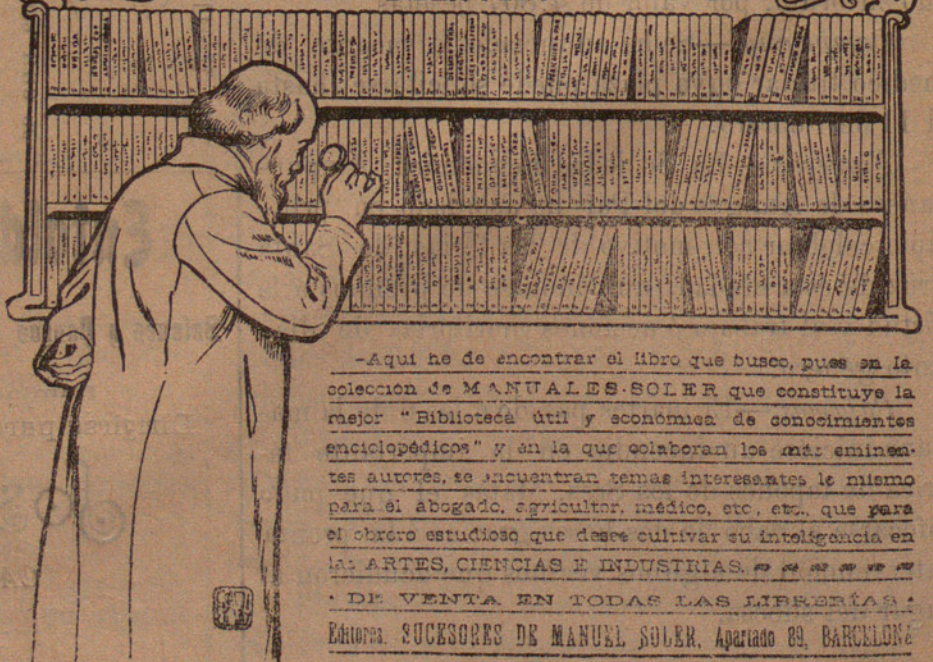 -Aquí he de encontrar el libro que busco, pues en la
colección de MANUALES-SOLER que constituye la
mejor "Biblioteca útil y económica de conocimientos
enciclopédicos" y en la que colaboran los más eminen-
tes autores, se encuentran temas interesantes lo mismo
para el abogado, agricultor, médico, etc., etc., que para
el obrero estudioso que desee cultivar su inteligencia en
las ARTES, CIENCIAS E INDUSTRIAS.
· DE VENTA EN TODAS LAS LIBRERÍAS ·
Editores. SUCESORES DE MANUEL SOLER, Apartado 89, BARCELONA